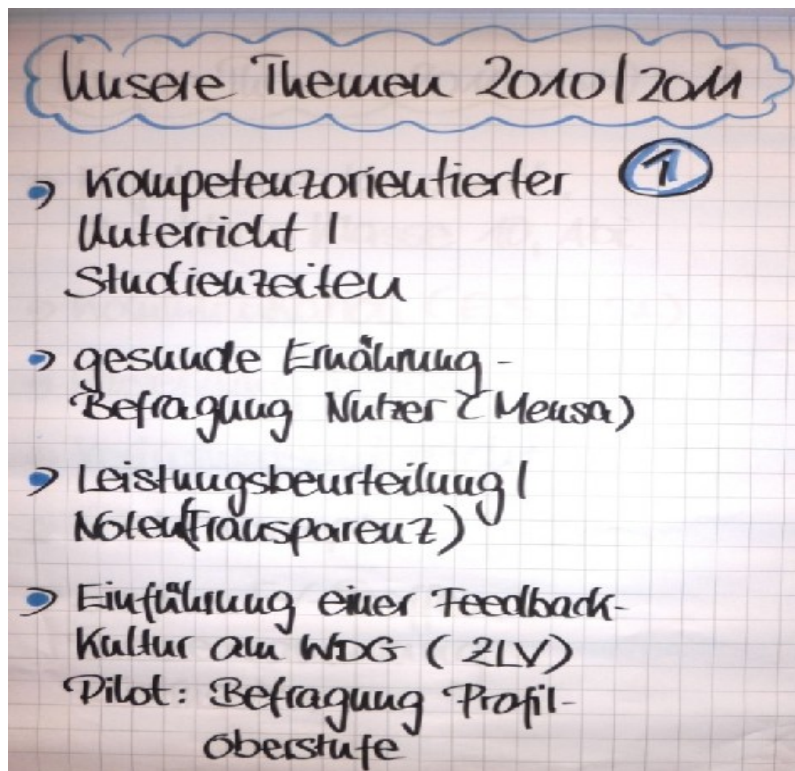 Unsere Themen 2010/2011
1
Kompetenzorientierter
Unterricht /
Studienzeiten
gesunde Ernährung -
Befragung Nutzer (Mensa)
Leistungsbeurteilung /
Noten(transparenz)
Einführung einer Feedback-
Kultur am WDG (ZLV)
Pilot: Befragung Profil-
oberstufe